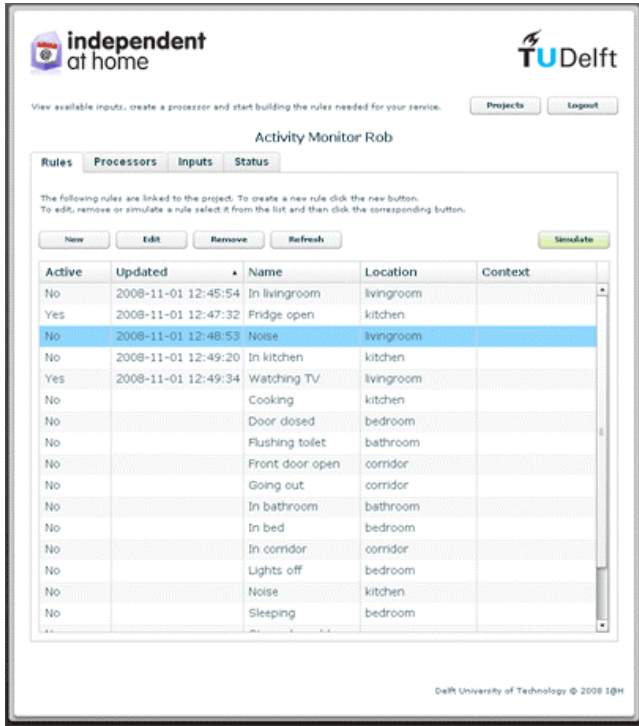 independent
at home
TUDelft
View available inputs, create a processor and start building the rules needed for your service.
Projects Logout
Activity Monitor Rob
Rules Processors Inputs Status
The following rules are linked to the project. To create a new rule click the new button.
To edit, remove or simulate a rule select it from the list and then click the corresponding button.
New Edit Remove Refresh Simulate
Active Updated Name Location Context
No 2008-11-01 12:45:54 In livingroom livingroom
Yes 2008-11-01 12:47:32 Fridge open kitchen
No 2008-11-01 12:48:53 Noise livingroom
No 2008-11-01 12:49:20 In kitchen kitchen
Yes 2008-11-01 12:49:34 Watching TV livingroom
No Cooking kitchen
No Door closed bedroom
No Flushing toilet bathroom
No Front door open corridor
No Going out corridor
No In bathroom bathroom
No In bed bedroom
No In corridor corridor
No Lights off bedroom
No Noise kitchen
No Sleeping bedroom
Delft University of Technology © 2008 I@H